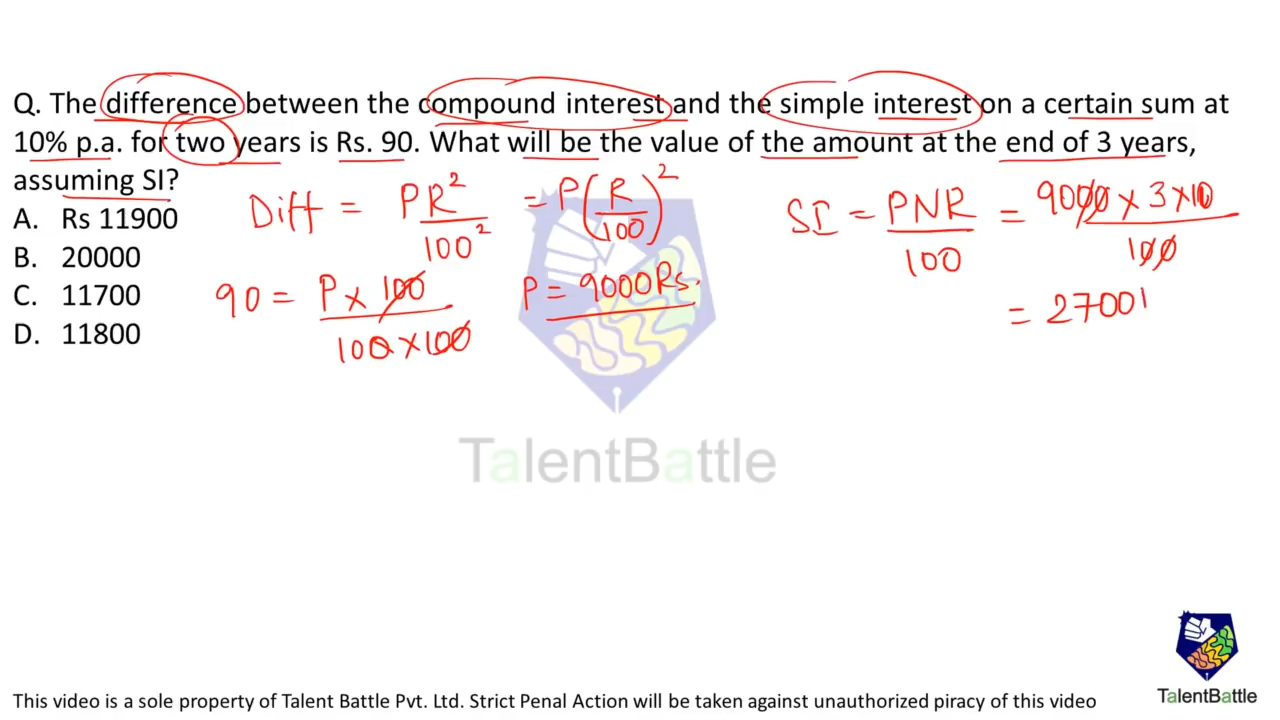 Q. The difference between the compound interest and the simple interest on a certain sum at
10% p.a. for two years is Rs. 90. What will be the value of the amount at the end of 3 years,
assuming SI?
A. Rs 11900
B. 20000
C. 11700
D. 11800
Diff = PR² / 100² = P(R/100)²
90 = P x 100 / 100 x 100
P = 9000Rs.
SI = PNR / 100 = 9000 x 3 x 10 / 100
= 2700
TalentBattle
TalentBattle
This video is a sole property of Talent Battle Pvt. Ltd. Strict Penal Action will be taken against unauthorized piracy of this video